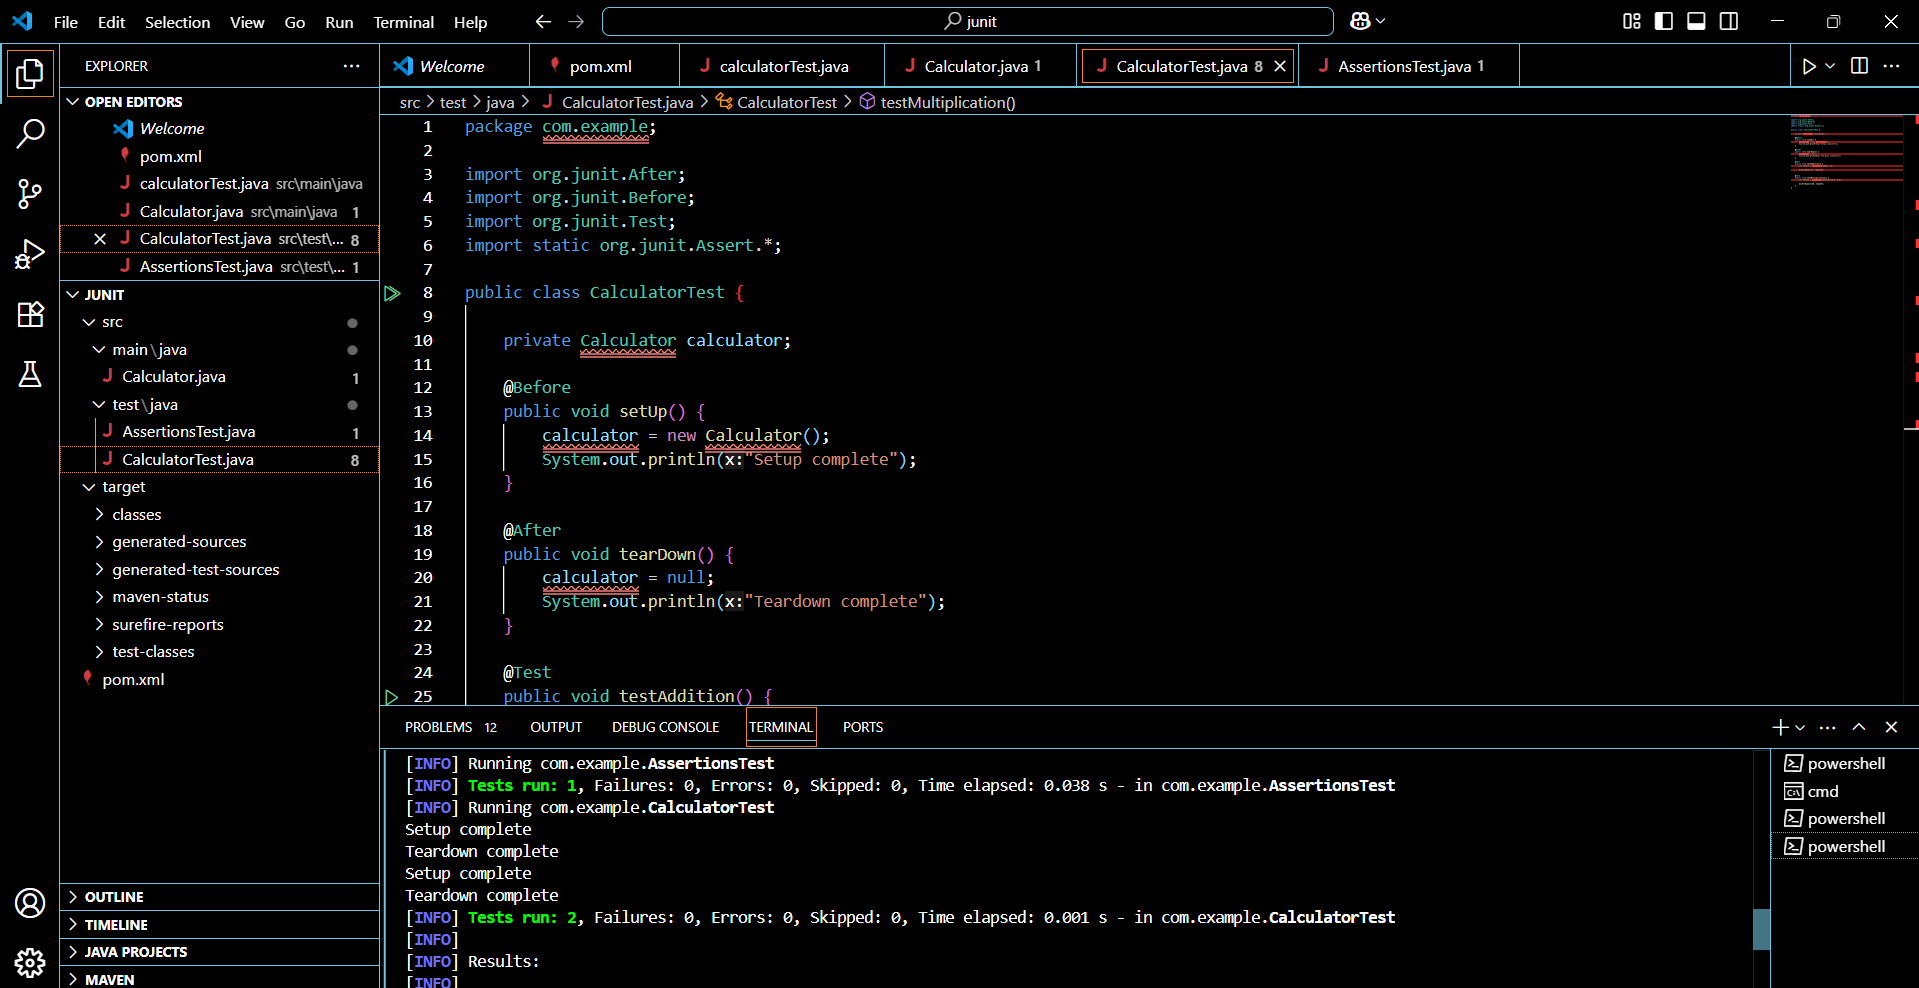 File Edit Selection View Go Run Terminal Help
junit
EXPLORER
OPEN EDITORS
Welcome
pom.xml
calculatorTest.java src\main\java
Calculator.java src\main\java 1
CalculatorTest.java src\test\... 8
AssertionsTest.java src\test\... 1
JUNIT
src
main\java
Calculator.java 1
test\java
AssertionsTest.java 1
CalculatorTest.java 8
target
classes
generated-sources
generated-test-sources
maven-status
surefire-reports
test-classes
pom.xml
OUTLINE
TIMELINE
JAVA PROJECTS
MAVEN
Welcome pom.xml calculatorTest.java Calculator.java 1 CalculatorTest.java 8 AssertionsTest.java 1
src > test > java > CalculatorTest.java > CalculatorTest > testMultiplication()
1 package com.example;
2
3 import org.junit.After;
4 import org.junit.Before;
5 import org.junit.Test;
6 import static org.junit.Assert.*;
7
8 public class CalculatorTest {
9
10 private Calculator calculator;
11
12 @Before
13 public void setUp() {
14 calculator = new Calculator();
15 System.out.println(x:"Setup complete");
16 }
17
18 @After
19 public void tearDown() {
20 calculator = null;
21 System.out.println(x:"Teardown complete");
22 }
23
24 @Test
25 public void testAddition() {
PROBLEMS 12 OUTPUT DEBUG CONSOLE TERMINAL PORTS
[INFO] Running com.example.AssertionsTest
[INFO] Tests run: 1, Failures: 0, Errors: 0, Skipped: 0, Time elapsed: 0.038 s - in com.example.AssertionsTest
[INFO] Running com.example.CalculatorTest
Setup complete
Teardown complete
Setup complete
Teardown complete
[INFO] Tests run: 2, Failures: 0, Errors: 0, Skipped: 0, Time elapsed: 0.001 s - in com.example.CalculatorTest
[INFO]
[INFO] Results:
[INFO]
powershell
cmd
powershell
powershell